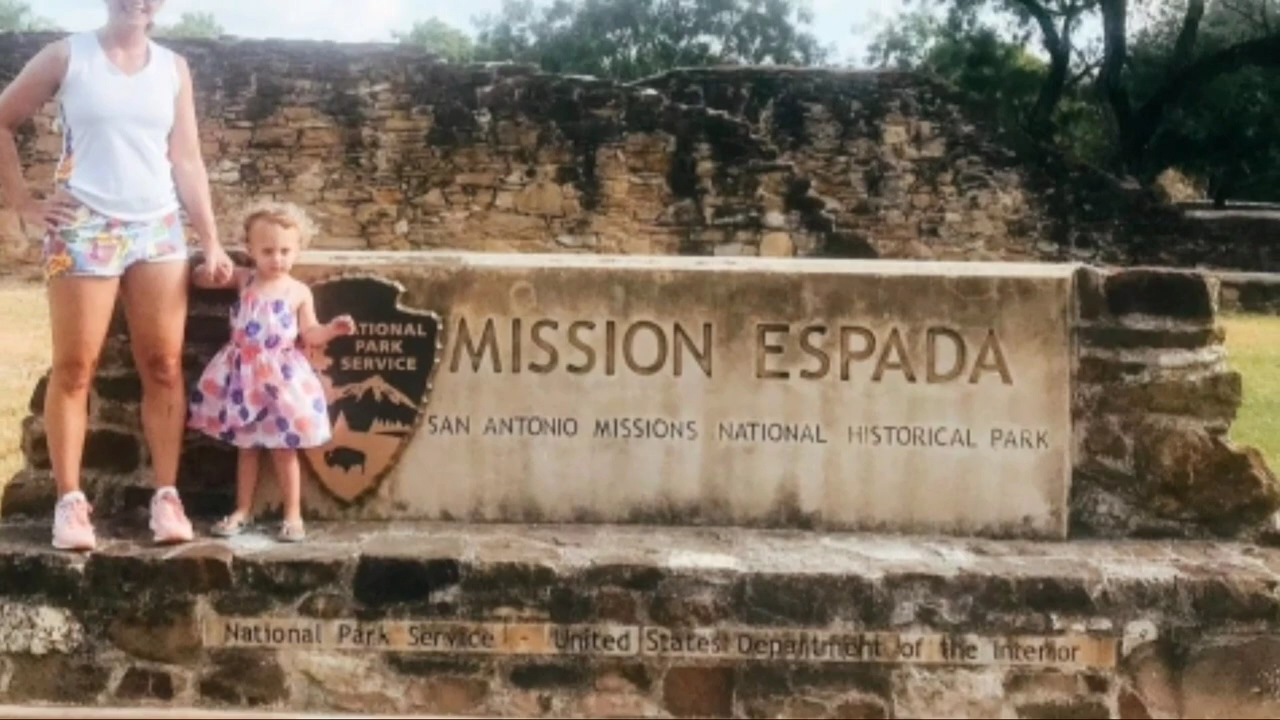 NATIONAL
PARK
SERVICE
MISSION ESPADA
SAN ANTONIO MISSIONS NATIONAL HISTORICAL PARK
National Park Service - United States Department of the Interior